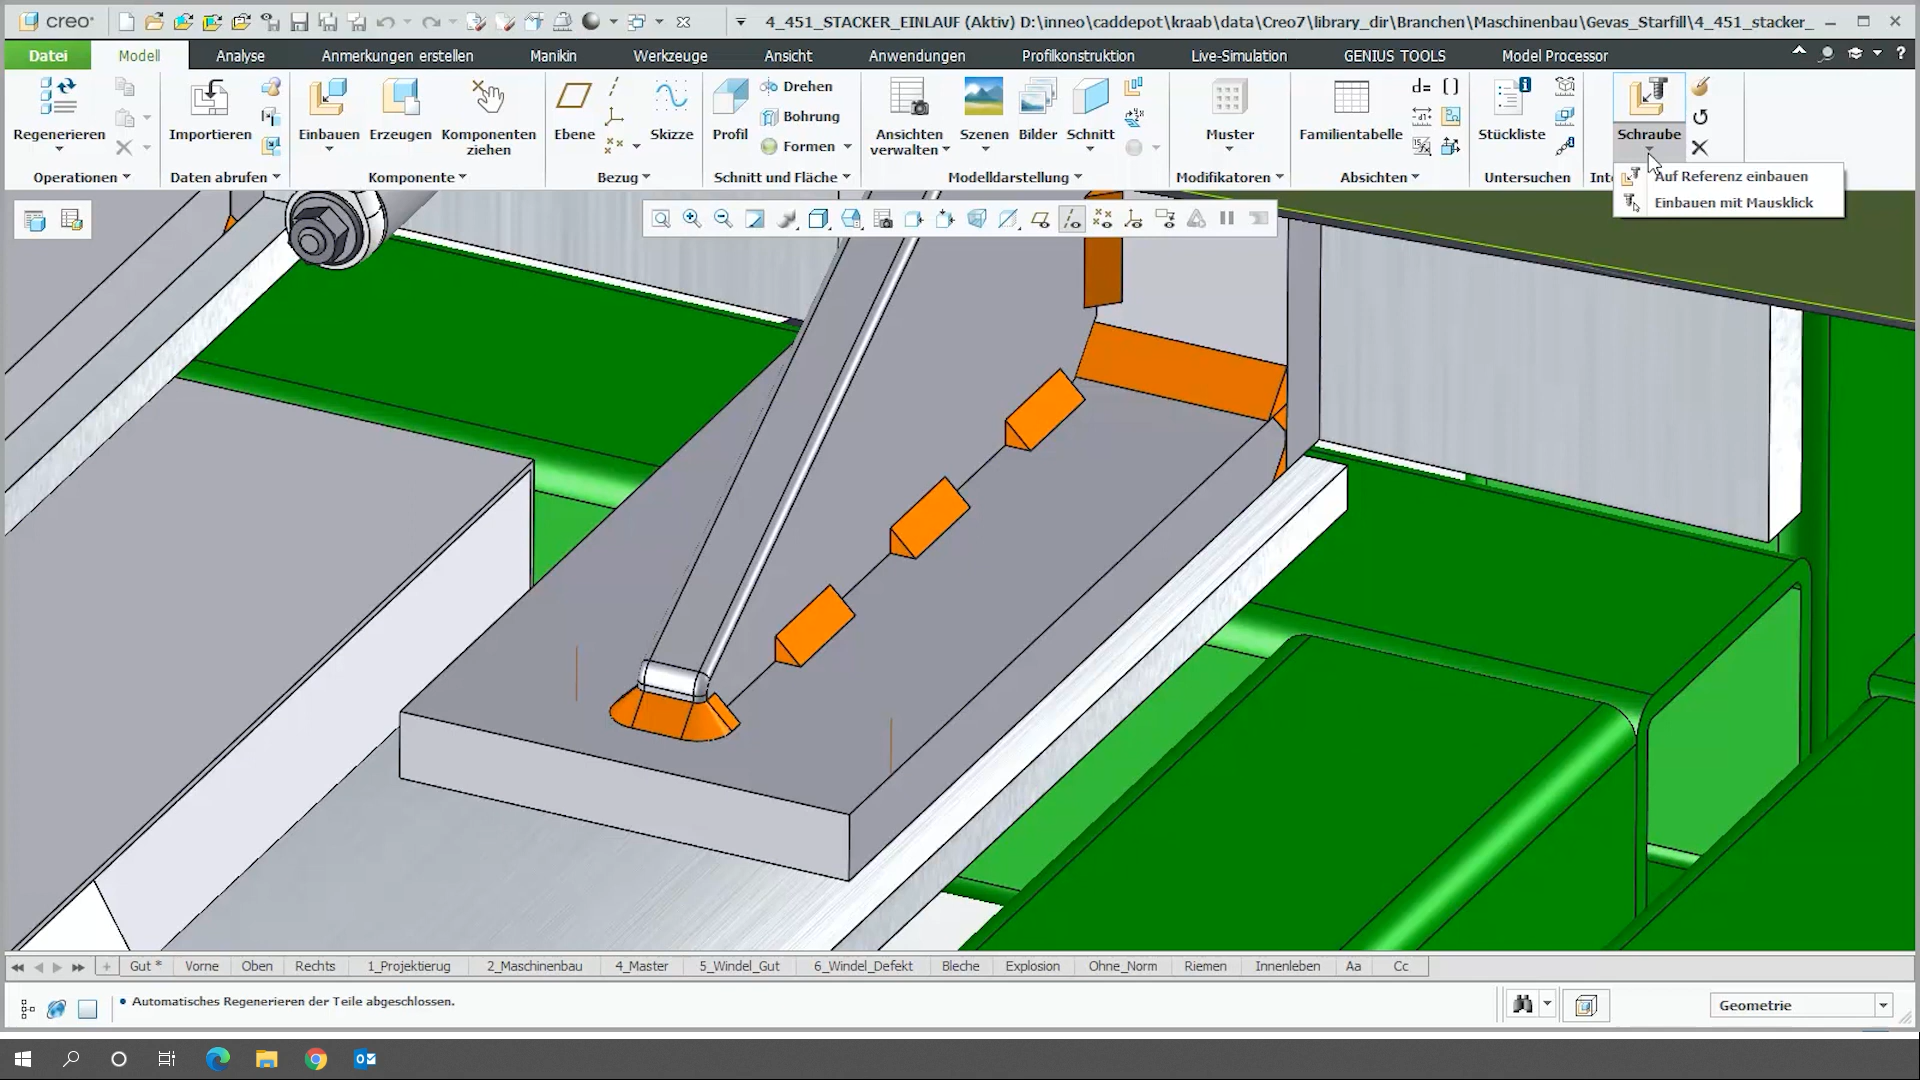 creo®
4_451_STACKER_EINLAUF (Aktiv) D:\inneo\caddepot\kraab\data\Creo7\library_dir\Branchen\Maschinenbau\Gevas_Starfill\4_451_stacker_
Datei Modell Analyse Anmerkungen erstellen Manikin Werkzeuge Ansicht Anwendungen Profilkonstruktion Live-Simulation GENIUS TOOLS Model Processor
Drehen
Bohrung
Formen
Regenerieren Importieren Einbauen Erzeugen Komponenten ziehen Ebene Skizze Profil Ansichten verwalten Szenen Bilder Schnitt Muster Familientabelle Stückliste Schraube
Operationen Daten abrufen Komponente Bezug Schnitt und Fläche Modelldarstellung Modifikatoren Absichten Untersuchen Int
Auf Referenz einbauen
Einbauen mit Mausklick
Gut * Vorne Oben Rechts 1_Projektierug 2_Maschinenbau 4_Master 5_Windel_Gut 6_Windel_Defekt Bleche Explosion Ohne_Norm Riemen Innenleben Aa Cc
• Automatisches Regenerieren der Teile abgeschlossen.
Geometrie